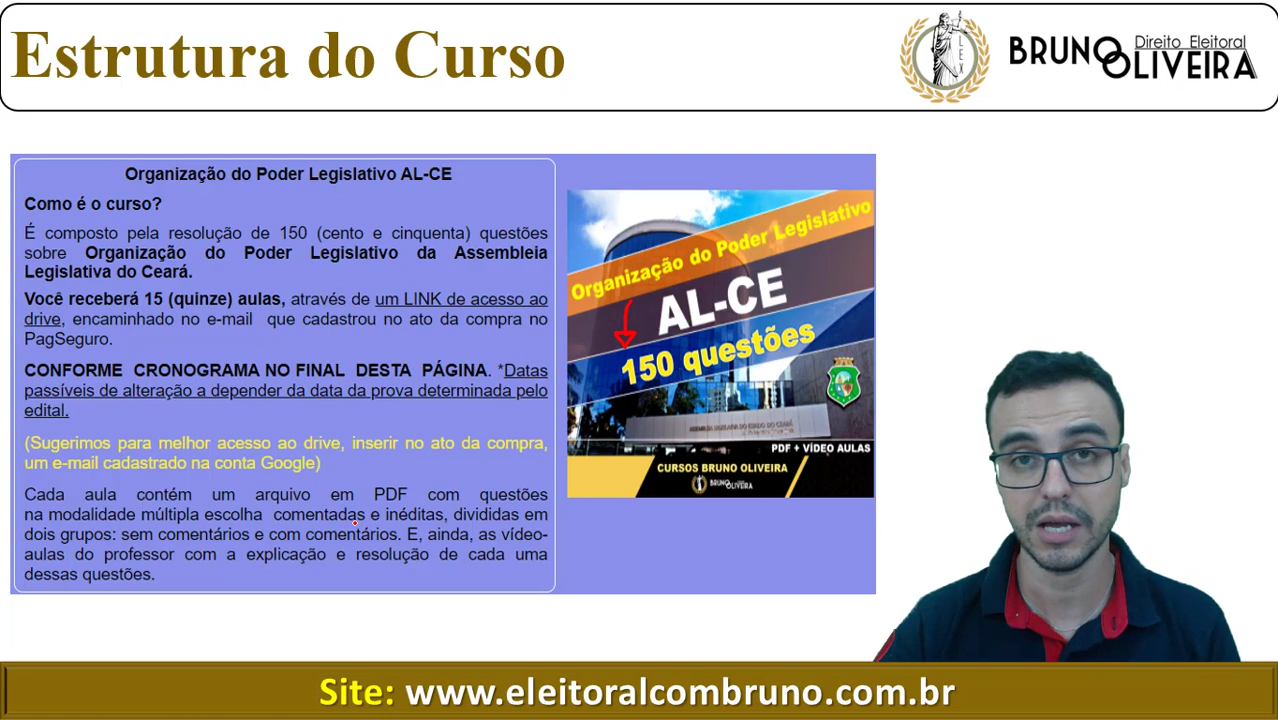 Estrutura do Curso
LEX
BRUNO Direito Eleitoral
OLIVEIRA
Organização do Poder Legislativo AL-CE
Como é o curso?
É composto pela resolução de 150 (cento e cinquenta) questões
sobre Organização do Poder Legislativo da Assembleia
Legislativa do Ceará.
Você receberá 15 (quinze) aulas, através de um LINK de acesso ao
drive, encaminhado no e-mail que cadastrou no ato da compra no
PagSeguro.
CONFORME CRONOGRAMA NO FINAL DESTA PÁGINA. *Datas
passíveis de alteração a depender da data da prova determinada pelo
edital.
(Sugerimos para melhor acesso ao drive, inserir no ato da compra,
um e-mail cadastrado na conta Google)
Cada aula contém um arquivo em PDF com questões
na modalidade múltipla escolha comentadas e inéditas, divididas em
dois grupos: sem comentários e com comentários. E, ainda, as vídeo-
aulas do professor com a explicação e resolução de cada uma
dessas questões.
Organização do Poder Legislativo
AL-CE
150 questões
ASSEMBLEIA LEGISLATIVA DO ESTADO DO CEARÁ
PDF + VÍDEO AULAS
CURSOS BRUNO OLIVEIRA
BRUNO
OLIVEIRA
Site: www.eleitoralcombruno.com.br